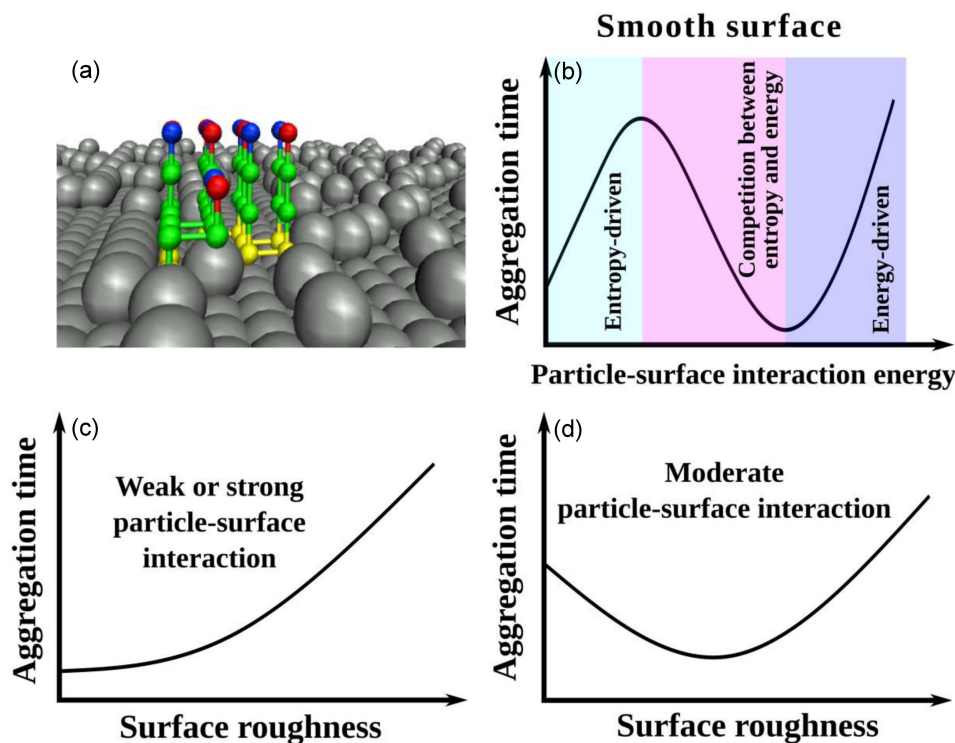 (a)
Smooth surface
(b)
Aggregation time
Entropy-driven
Competition between
entropy and energy
Energy-driven
Particle-surface interaction energy
(c)
Aggregation time
Weak or strong
particle-surface
interaction
Surface roughness
(d)
Aggregation time
Moderate
particle-surface interaction
Surface roughness